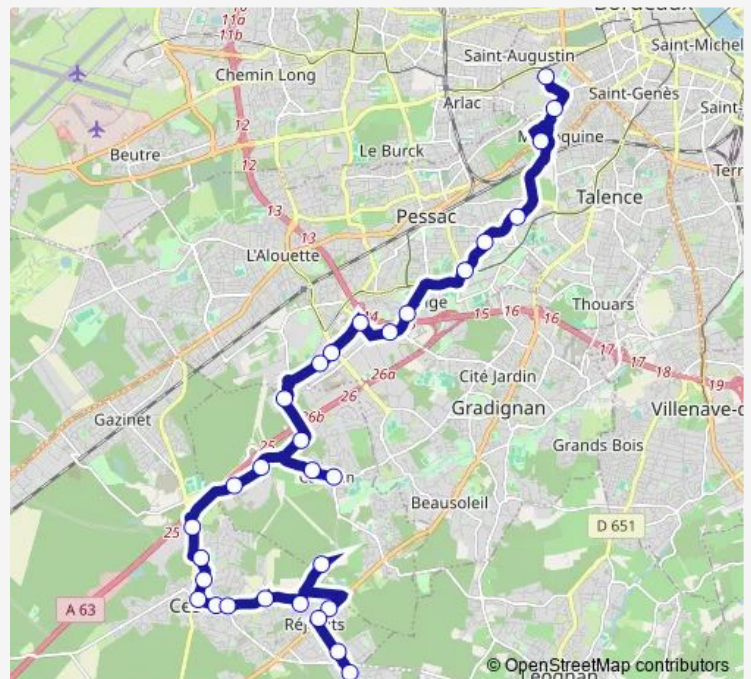 Bordeaux
11a
11b
Saint-Augustin
Saint-Michel
Chemin Long
Saint-Genès
Arlac
Saint-
12
Beutre
Le Burck
12
Talence
13
Pessac
13
L'Alouette
14
15
16
16
Thouars
17
17
18
26a
19
Cité Jardin
26
Gradignan
Villenave-d
Gazinet
26b
25
Grands Bois
Beausoleil
D 651
25
A 63
© OpenStreetMap contributors